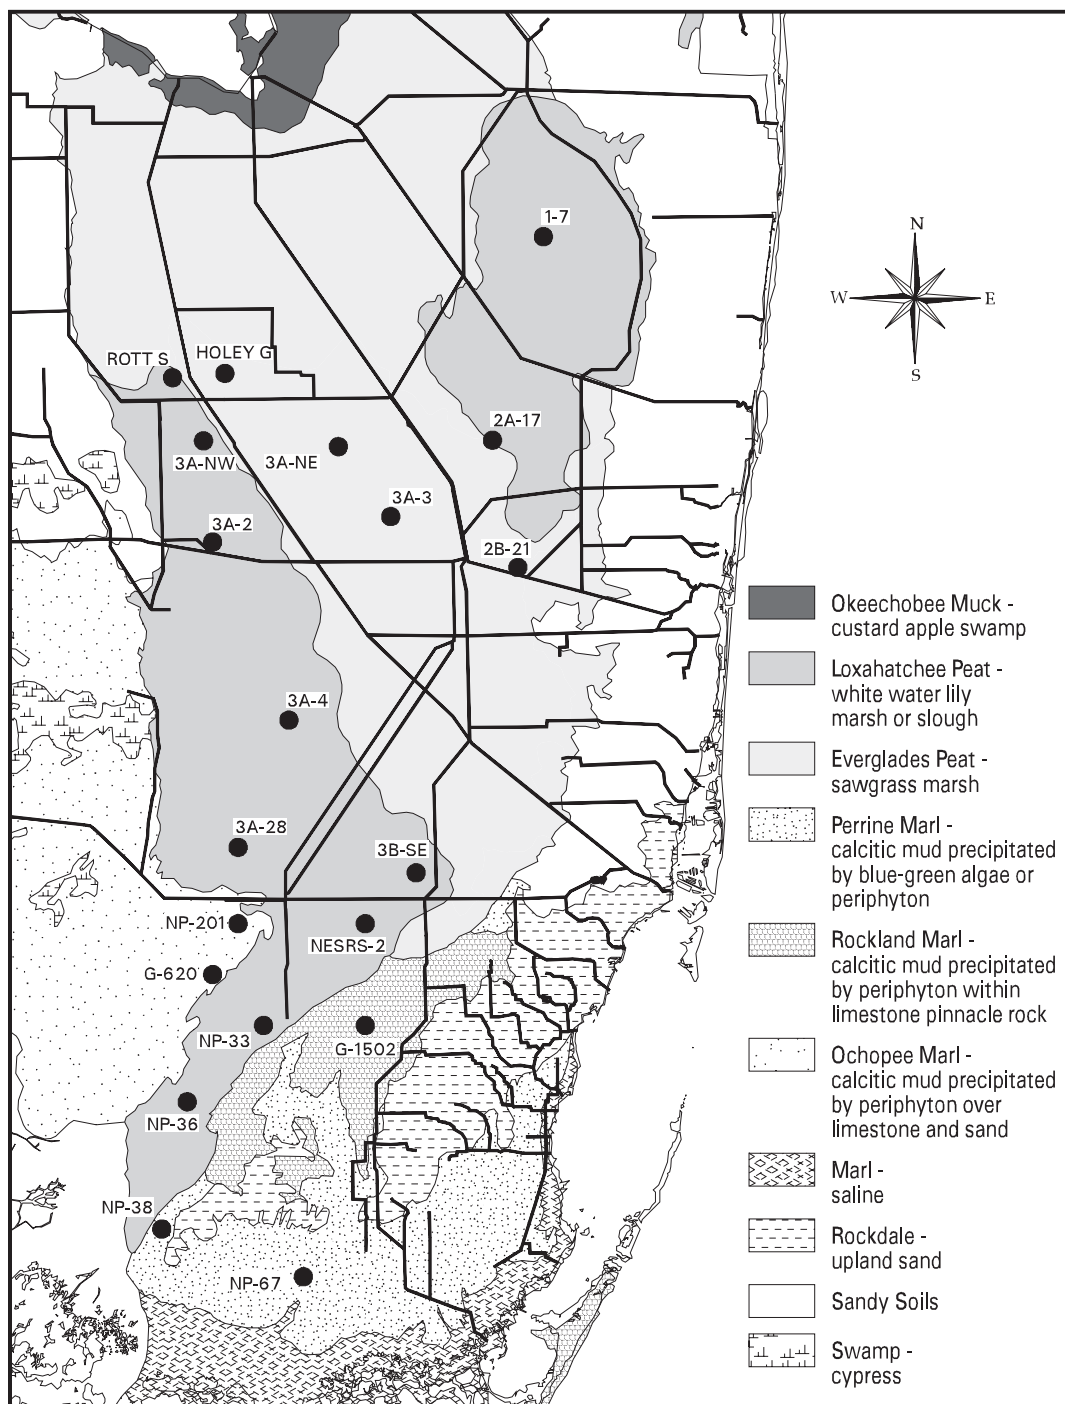 1-7
N
W
E
S
ROTT S
HOLEY G
2A-17
3A-NW
3A-NE
3A-3
3A-2
2B-21
3A-4
3A-28
3B-SE
NP-201
NESRS-2
G-620
NP-33
G-1502
NP-36
NP-38
NP-67
Okeechobee Muck -
custard apple swamp
Loxahatchee Peat -
white water lily
marsh or slough
Everglades Peat -
sawgrass marsh
Perrine Marl -
calcitic mud precipitated
by blue-green algae or
periphyton
Rockland Marl -
calcitic mud precipitated
by periphyton within
limestone pinnacle rock
Ochopee Marl -
calcitic mud precipitated
by periphyton over
limestone and sand
Marl -
saline
Rockdale -
upland sand
Sandy Soils
Swamp -
cypress